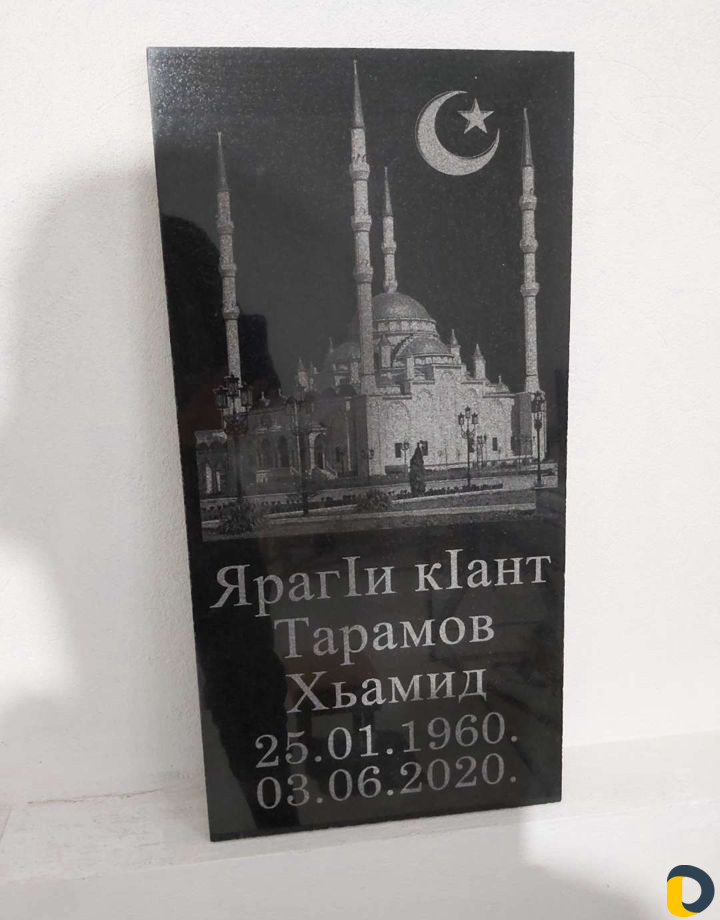 ЯрагӀи кӀант
Тарамов
Хьамид
25.01.1960.
03.06.2020.